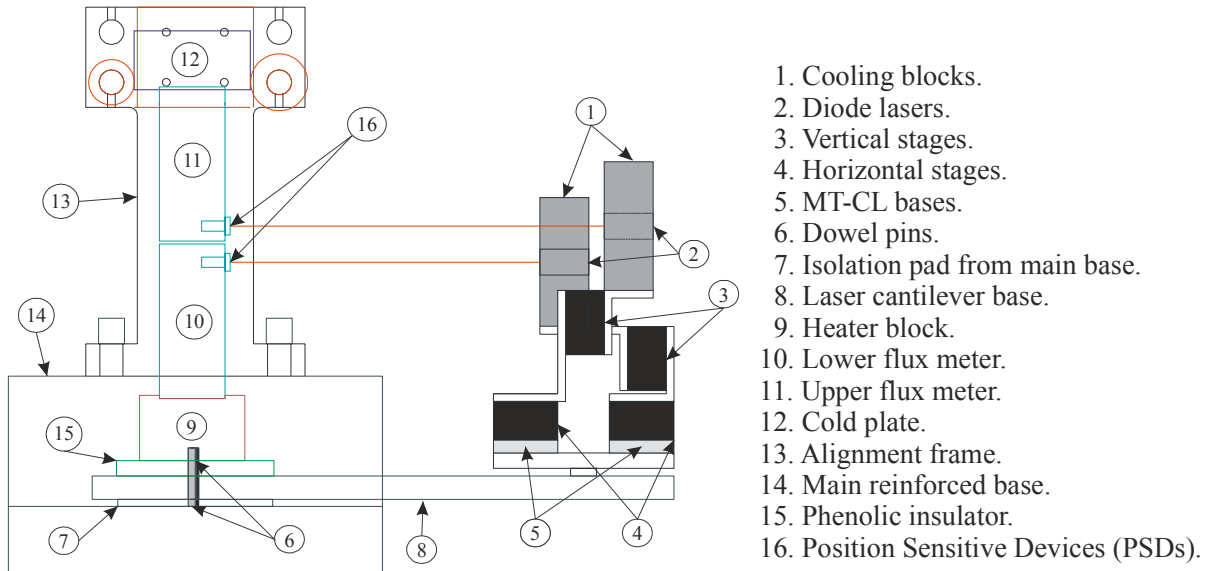 12
1
16
11
13
2
3
14
10
9
15
7
6
8
5
4
1. Cooling blocks.
2. Diode lasers.
3. Vertical stages.
4. Horizontal stages.
5. MT-CL bases.
6. Dowel pins.
7. Isolation pad from main base.
8. Laser cantilever base.
9. Heater block.
10. Lower flux meter.
11. Upper flux meter.
12. Cold plate.
13. Alignment frame.
14. Main reinforced base.
15. Phenolic insulator.
16. Position Sensitive Devices (PSDs).